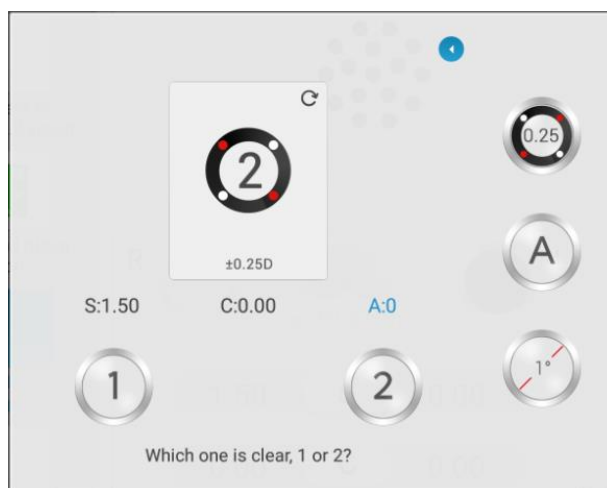 2
±0.25D
0.25
A
S:1.50 C:0.00 A:0
1 2
1°
Which one is clear, 1 or 2?